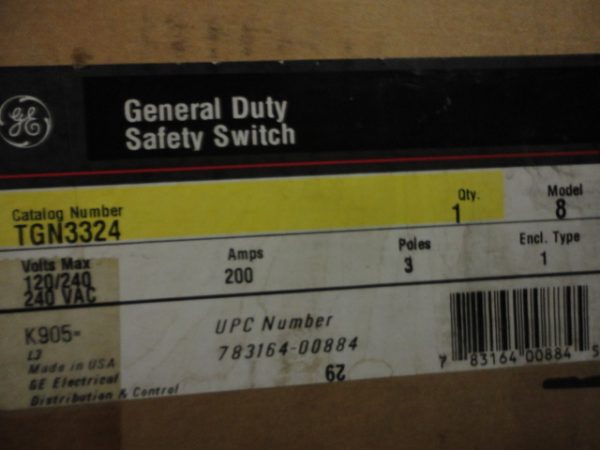 GE
General Duty
Safety Switch
Catalog Number
TGN3324
Qty.
1
Model
8
Volts Max
120/240
240 VAC
Amps
200
Poles
3
Encl. Type
1
K905-
L3
Made in USA
GE Electrical
Distribution & Control
UPC Number
783164-00884
29
7 83164 00884 5